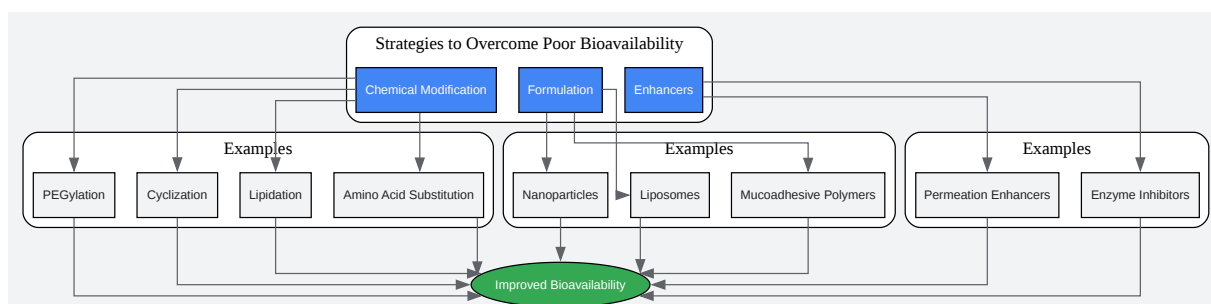 Strategies to Overcome Poor Bioavailability
Chemical Modification
Formulation
Enhancers
Examples
Examples
Examples
PEGylation
Cyclization
Lipidation
Amino Acid Substitution
Nanoparticles
Liposomes
Mucoadhesive Polymers
Permeation Enhancers
Enzyme Inhibitors
Improved Bioavailability